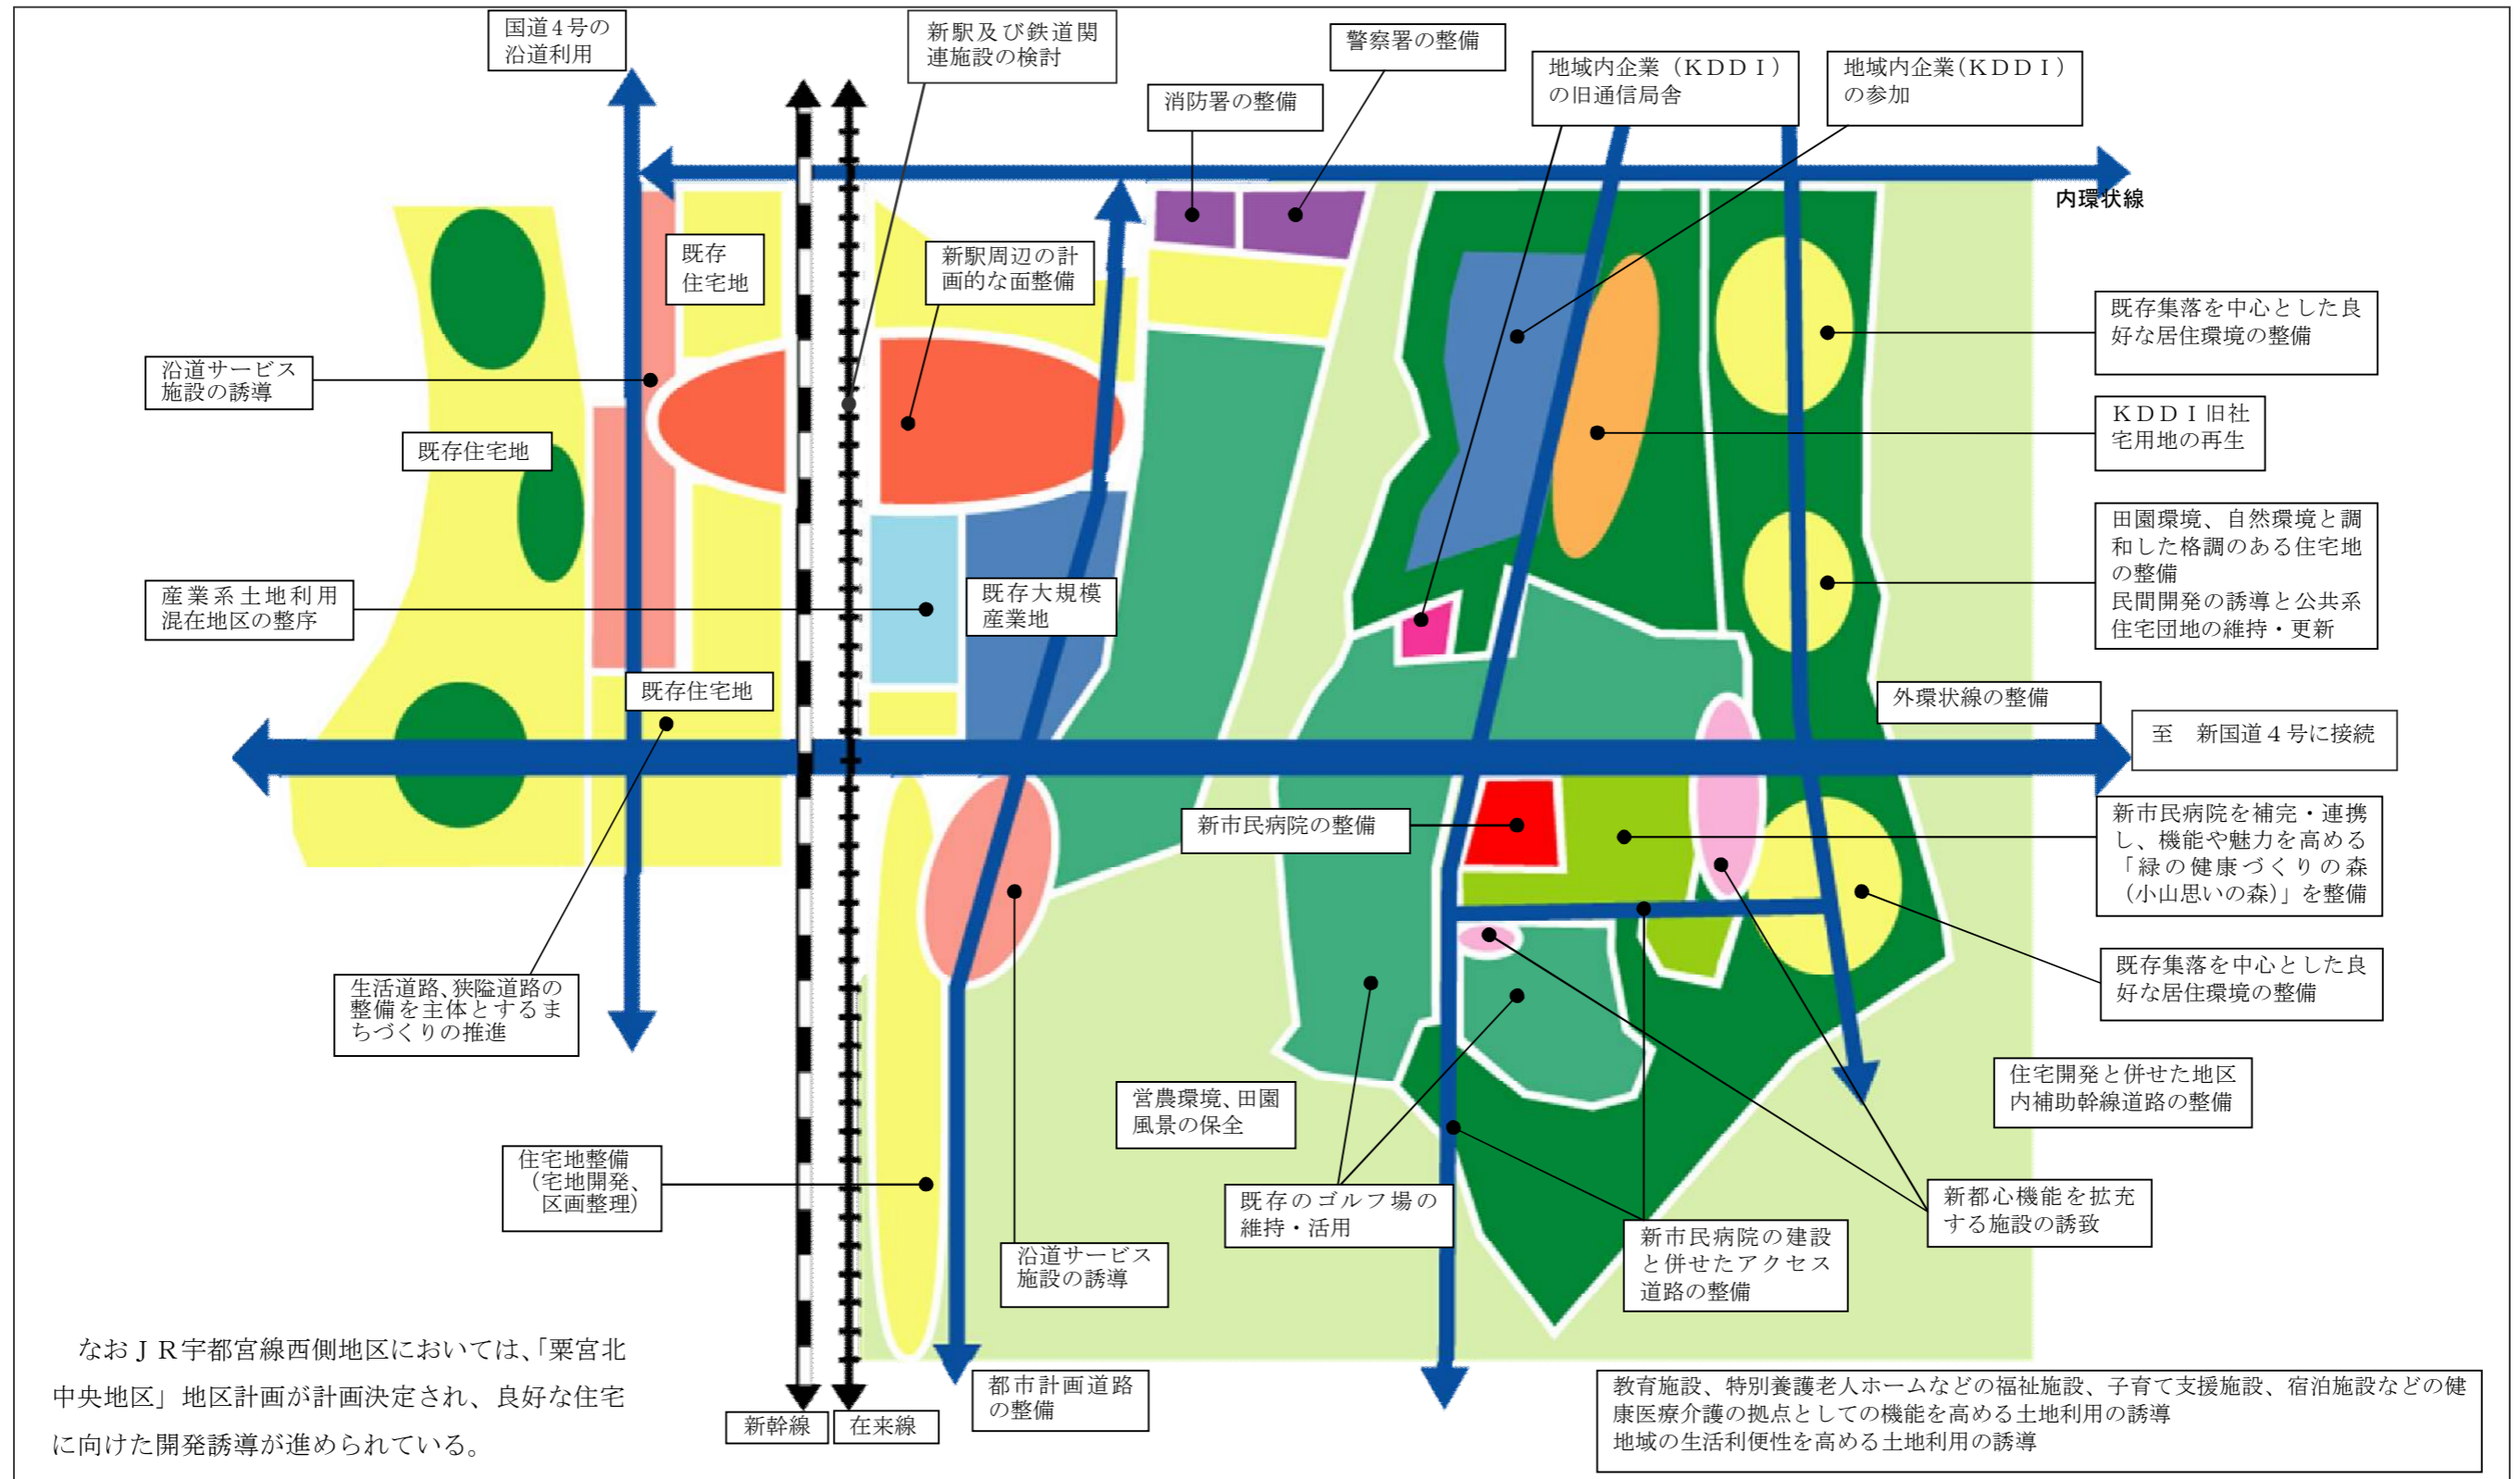 国道4号の
沿道利用
新駅及び鉄道関
連施設の検討
警察署の整備
消防署の整備
地域内企業（ＫＤＤＩ）
の旧通信局舎
地域内企業（ＫＤＤＩ）
の参加
内環状線
既存
住宅地
新駅周辺の計
画的な面整備
既存集落を中心とした良
好な居住環境の整備
沿道サービス
施設の誘導
既存住宅地
ＫＤＤＩ旧社
宅用地の再生
田園環境、自然環境と調
和した格調のある住宅地
の整備
民間開発の誘導と公共系
住宅団地の維持・更新
産業系土地利用
混在地区の整序
既存大規模
産業地
既存住宅地
外環状線の整備
至　新国道４号に接続
新市民病院の整備
新市民病院を補完・連携
し、機能や魅力を高める
「緑の健康づくりの森
（小山思いの森）」を整備
既存集落を中心とした良
好な居住環境の整備
生活道路、狭隘道路の
整備を主体とするま
ちづくりの推進
住宅開発と併せた地区
内補助幹線道路の整備
営農環境、田園
風景の保全
住宅地整備
（宅地開発、
区画整理）
既存のゴルフ場の
維持・活用
新都心機能を拡充
する施設の誘致
新市民病院の建設
と併せたアクセス
道路の整備
沿道サービス
施設の誘導
なおＪＲ宇都宮線西側地区においては、「粟宮北
中央地区」地区計画が計画決定され、良好な住宅
に向けた開発誘導が進められている。
新幹線
在来線
都市計画道路
の整備
教育施設、特別養護老人ホームなどの福祉施設、子育て支援施設、宿泊施設などの健
康医療介護の拠点としての機能を高める土地利用の誘導
地域の生活利便性を高める土地利用の誘導